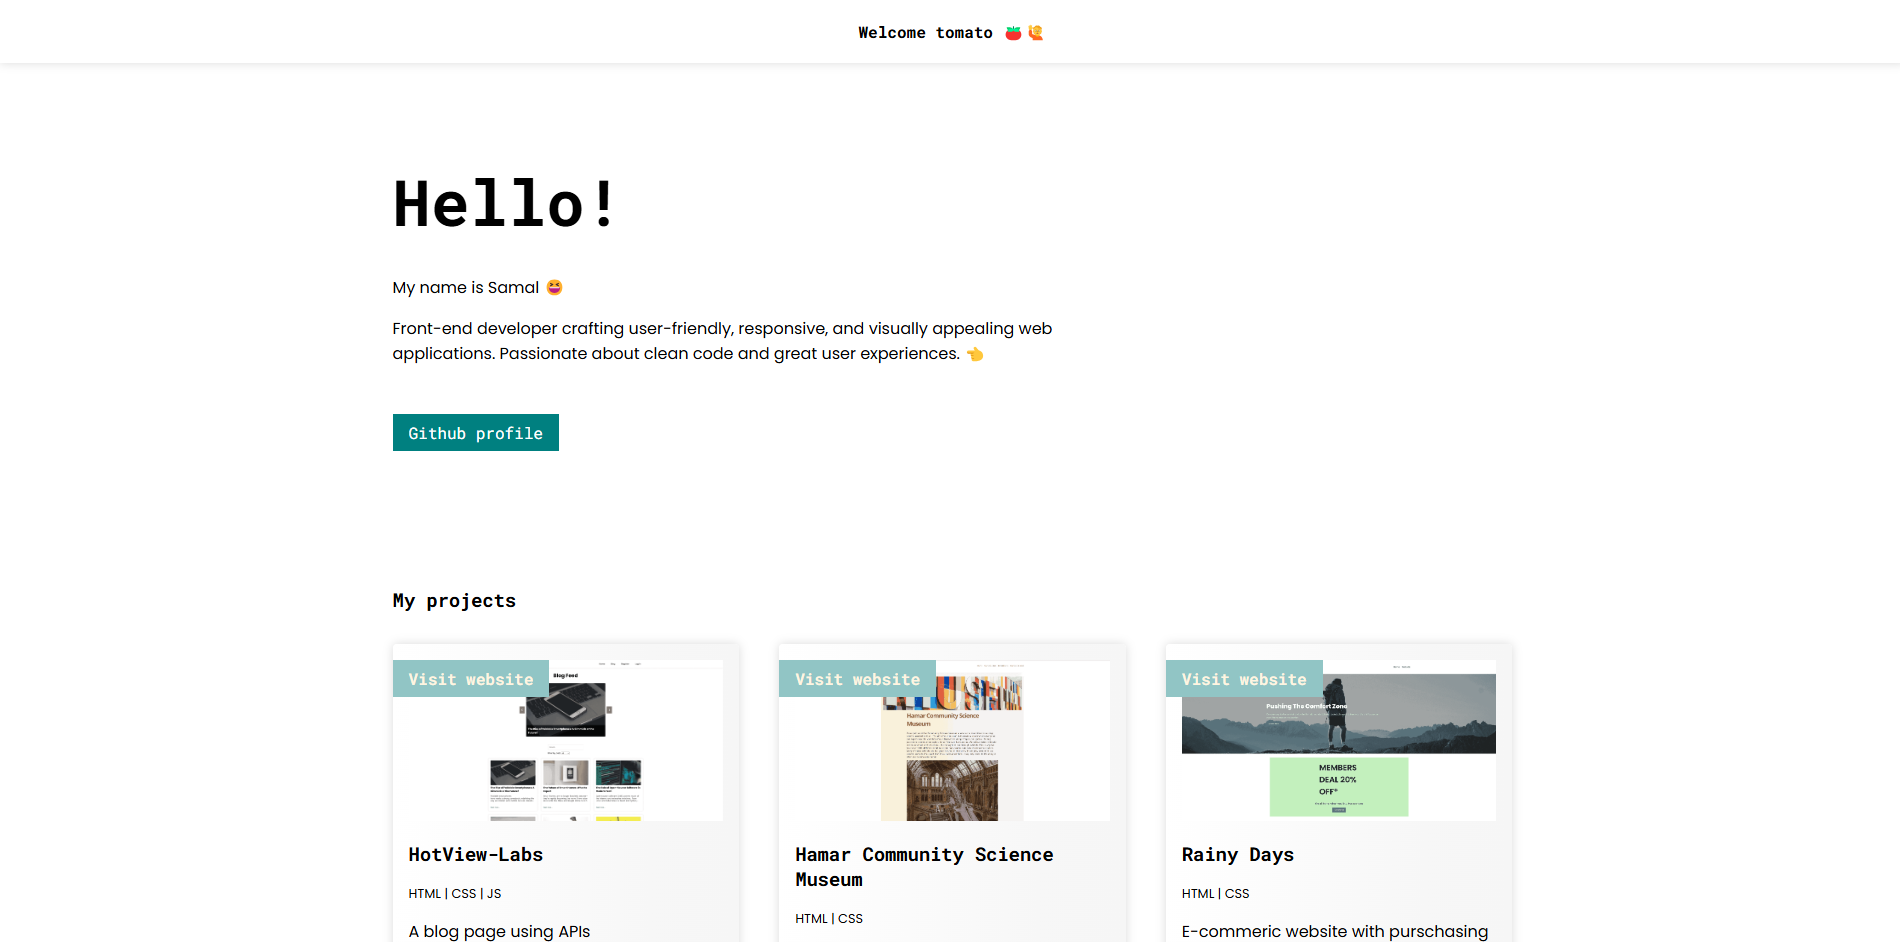 Welcome tomato 🍅🙋
Hello!
My name is Samal 😆
Front-end developer crafting user-friendly, responsive, and visually appealing web
applications. Passionate about clean code and great user experiences. 👈
Github profile
My projects
Visit website
Blog Feed
HotView-Labs
HTML | CSS | JS
A blog page using APIs
Visit website
Hamar Community Science
Museum
Hamar Community Science
Museum
HTML | CSS
Visit website
Pushing The Comfort Zone
MEMBERS
DEAL 20%
OFF*
Rainy Days
HTML | CSS
E-commeric website with purschasing